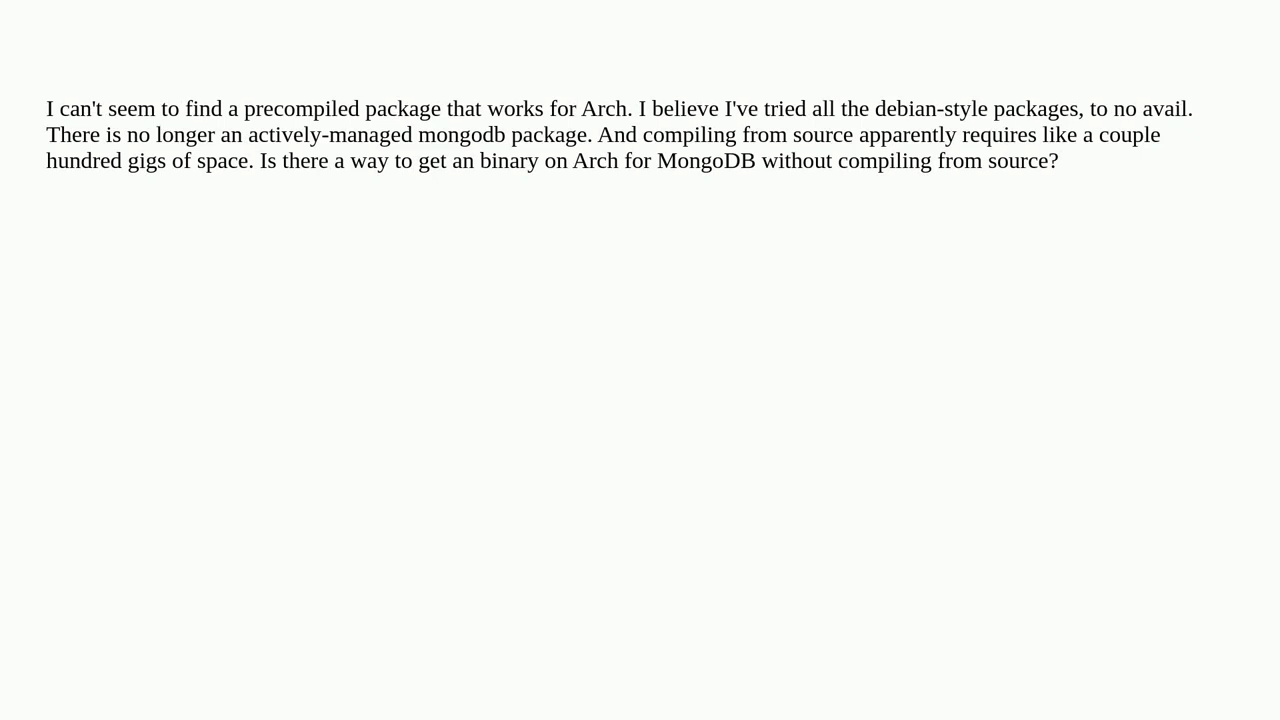 I can't seem to find a precompiled package that works for Arch. I believe I've tried all the debian-style packages, to no avail.
There is no longer an actively-managed mongodb package. And compiling from source apparently requires like a couple
hundred gigs of space. Is there a way to get an binary on Arch for MongoDB without compiling from source?